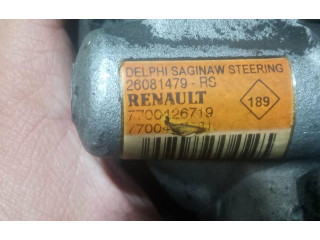 DELPHI SAGINAW STEERING
26081479 - RS
RENAULT
189
7700426719